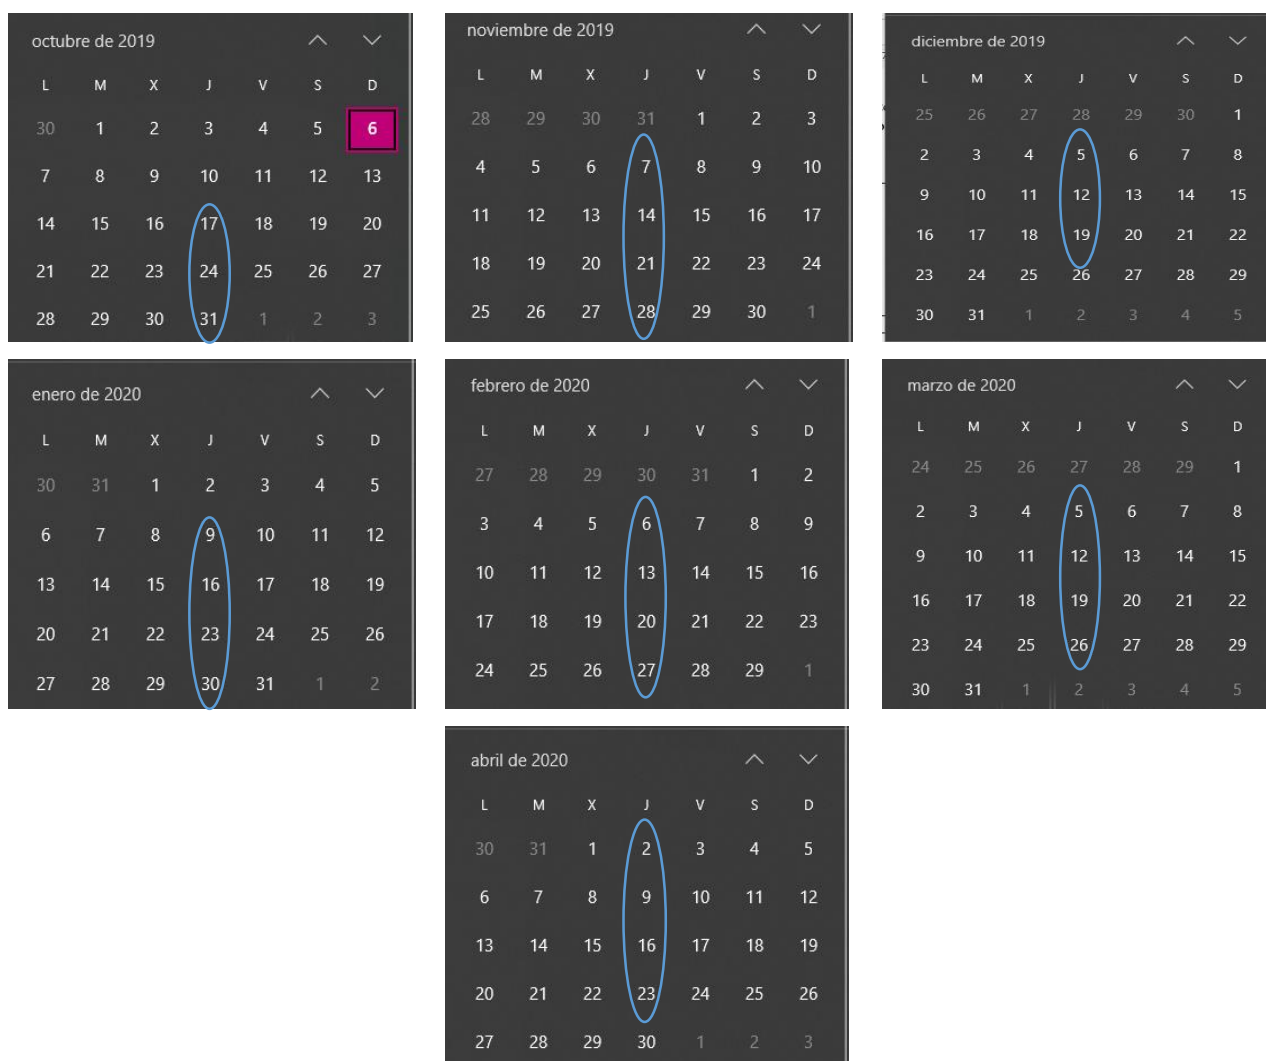 octubre de 2019
L M X J V S D
30 1 2 3 4 5 6
7 8 9 10 11 12 13
14 15 16 17 18 19 20
21 22 23 24 25 26 27
28 29 30 31 1 2 3
noviembre de 2019
L M X J V S D
28 29 30 31 1 2 3
4 5 6 7 8 9 10
11 12 13 14 15 16 17
18 19 20 21 22 23 24
25 26 27 28 29 30 1
diciembre de 2019
L M X J V S D
25 26 27 28 29 30 1
2 3 4 5 6 7 8
9 10 11 12 13 14 15
16 17 18 19 20 21 22
23 24 25 26 27 28 29
30 31 1 2 3 4 5
enero de 2020
L M X J V S D
30 31 1 2 3 4 5
6 7 8 9 10 11 12
13 14 15 16 17 18 19
20 21 22 23 24 25 26
27 28 29 30 31 1 2
febrero de 2020
L M X J V S D
27 28 29 30 31 1 2
3 4 5 6 7 8 9
10 11 12 13 14 15 16
17 18 19 20 21 22 23
24 25 26 27 28 29 1
marzo de 2020
L M X J V S D
24 25 26 27 28 29 1
2 3 4 5 6 7 8
9 10 11 12 13 14 15
16 17 18 19 20 21 22
23 24 25 26 27 28 29
30 31 1 2 3 4 5
abril de 2020
L M X J V S D
30 31 1 2 3 4 5
6 7 8 9 10 11 12
13 14 15 16 17 18 19
20 21 22 23 24 25 26
27 28 29 30 1 2 3